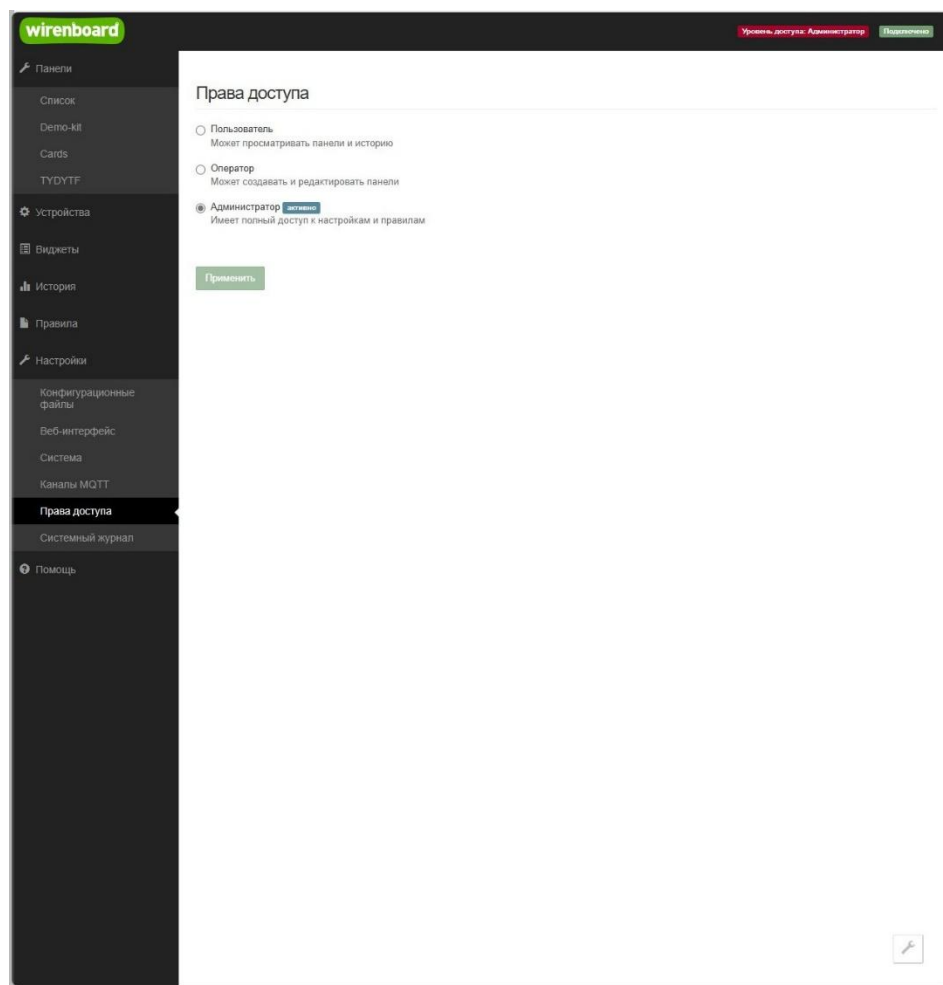 wirenboard
Уровень доступа: Администратор
Подключено
Панели
Список
Demo-kit
Cards
TYDYTF
Устройства
Виджеты
История
Правила
Настройки
Конфигурационные
файлы
Веб-интерфейс
Система
Каналы MQTT
Права доступа
Системный журнал
Помощь
Права доступа
Пользователь
Может просматривать панели и историю
Оператор
Может создавать и редактировать панели
Администратор активно
Имеет полный доступ к настройкам и правилам
Применить